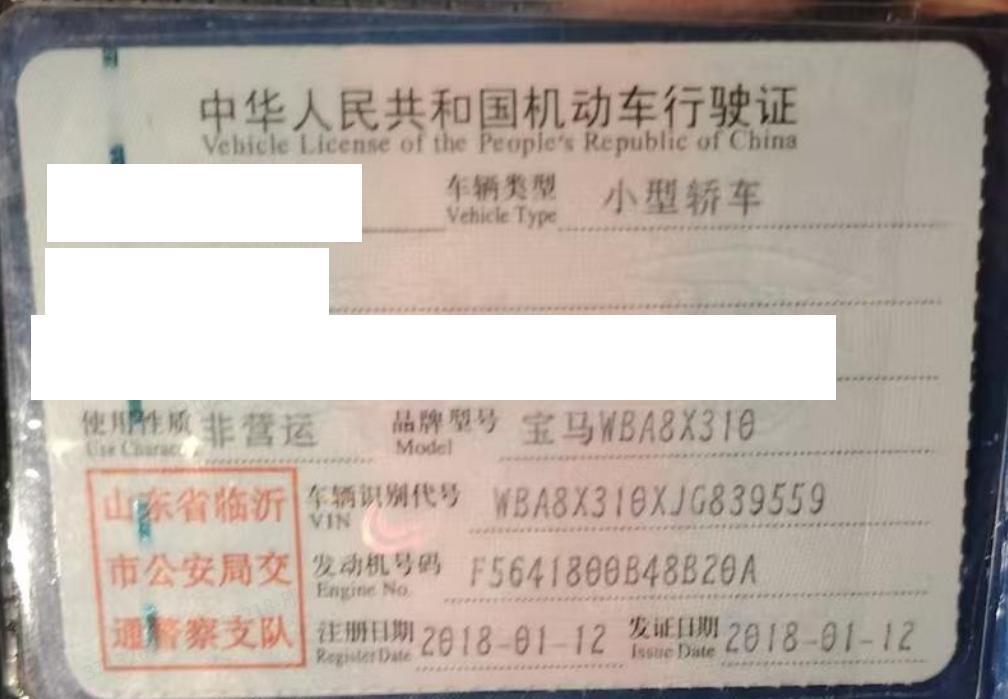 中华人民共和国机动车行驶证
Vehicle License of the People's Republic of China
车辆类型 小型轿车
Vehicle Type
使用性质 非营运 品牌型号 宝马WBA8X310
Use Character Model
山东省临沂 车辆识别代号 WBA8X310XJG839559
VIN
市公安局交 发动机号码 F5641800B48B20A
Engine No.
通警察支队 注册日期 2018-01-12 发证日期 2018-01-12
Register Date Issue Date